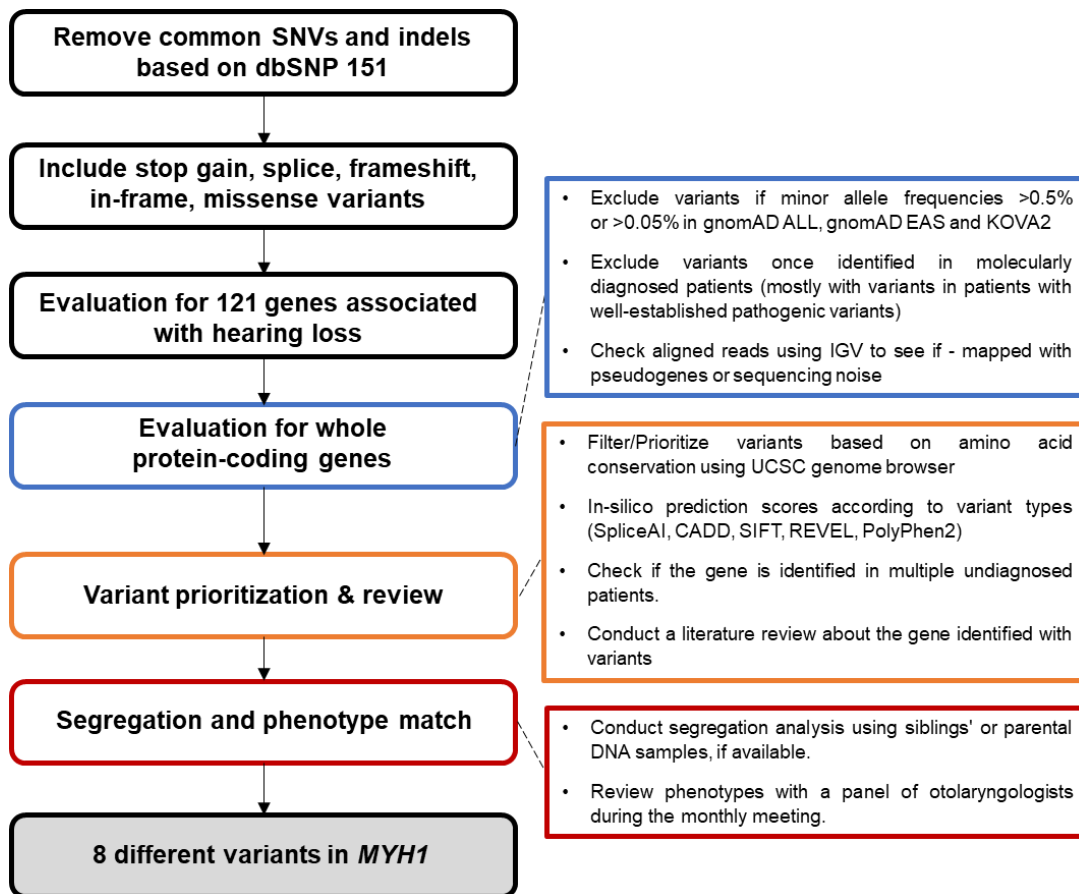 Remove common SNVs and indels
based on dbSNP 151
Include stop gain, splice, frameshift,
in-frame, missense variants
Evaluation for 121 genes associated
with hearing loss
Evaluation for whole
protein-coding genes
Variant prioritization & review
Segregation and phenotype match
8 different variants in MYH1
• Exclude variants if minor allele frequencies >0.5%
or >0.05% in gnomAD ALL, gnomAD EAS and KOVA2
• Exclude variants once identified in molecularly
diagnosed patients (mostly with variants in patients with
well-established pathogenic variants)
• Check aligned reads using IGV to see if - mapped with
pseudogenes or sequencing noise
• Filter/Prioritize variants based on amino acid
conservation using UCSC genome browser
• In-silico prediction scores according to variant types
(SpliceAI, CADD, SIFT, REVEL, PolyPhen2)
• Check if the gene is identified in multiple undiagnosed
patients.
• Conduct a literature review about the gene identified with
variants
• Conduct segregation analysis using siblings' or parental
DNA samples, if available.
• Review phenotypes with a panel of otolaryngologists
during the monthly meeting.